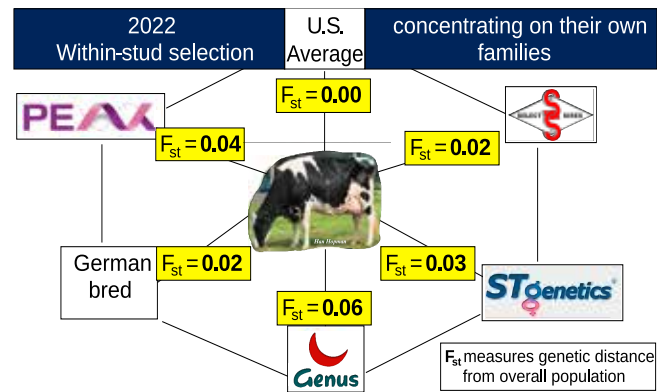 2022
Within-stud selection
U.S.
Average
concentrating on their own
families
PEAK
Fst = 0.00
SELECT SIRES
Fst = 0.04
Fst = 0.02
Han Hopman
German
bred
Fst = 0.02
Fst = 0.03
STgenetics®
Fst = 0.06
Genus
Fst measures genetic distance
from overall population